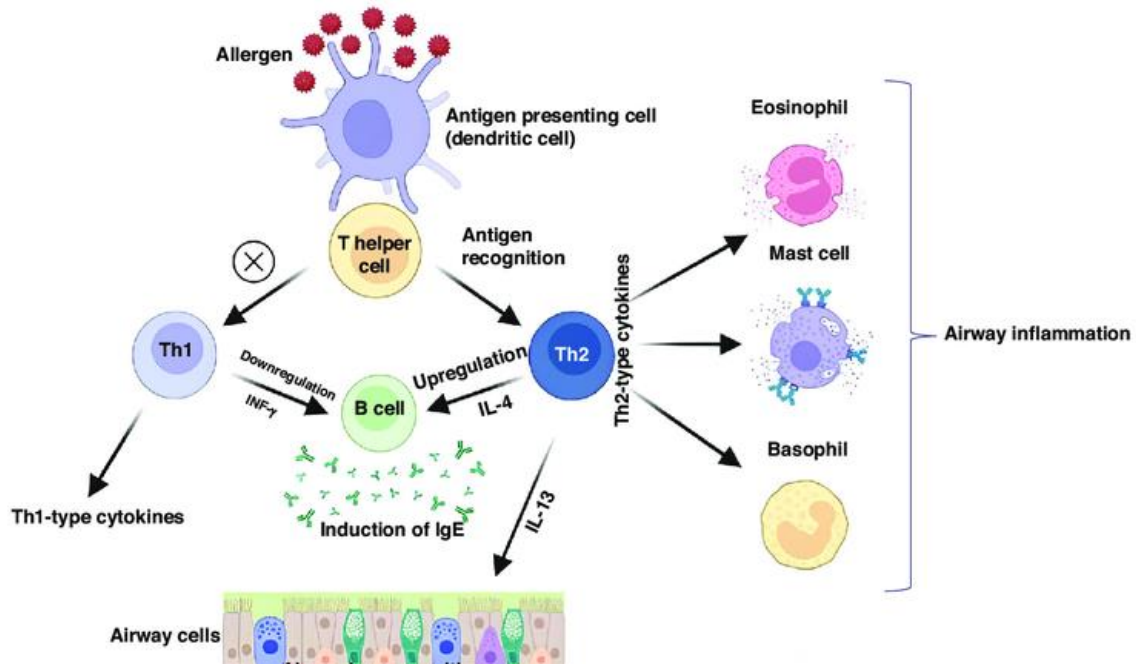 Allergen
Antigen presenting cell
(dendritic cell)
T helper
cell
Antigen
recognition
Th1
Th2
Downregulation
INF-γ
B cell
Upregulation
IL-4
Th2-type cytokines
Eosinophil
Mast cell
Basophil
Airway inflammation
Th1-type cytokines
Induction of IgE
IL-13
Airway cells